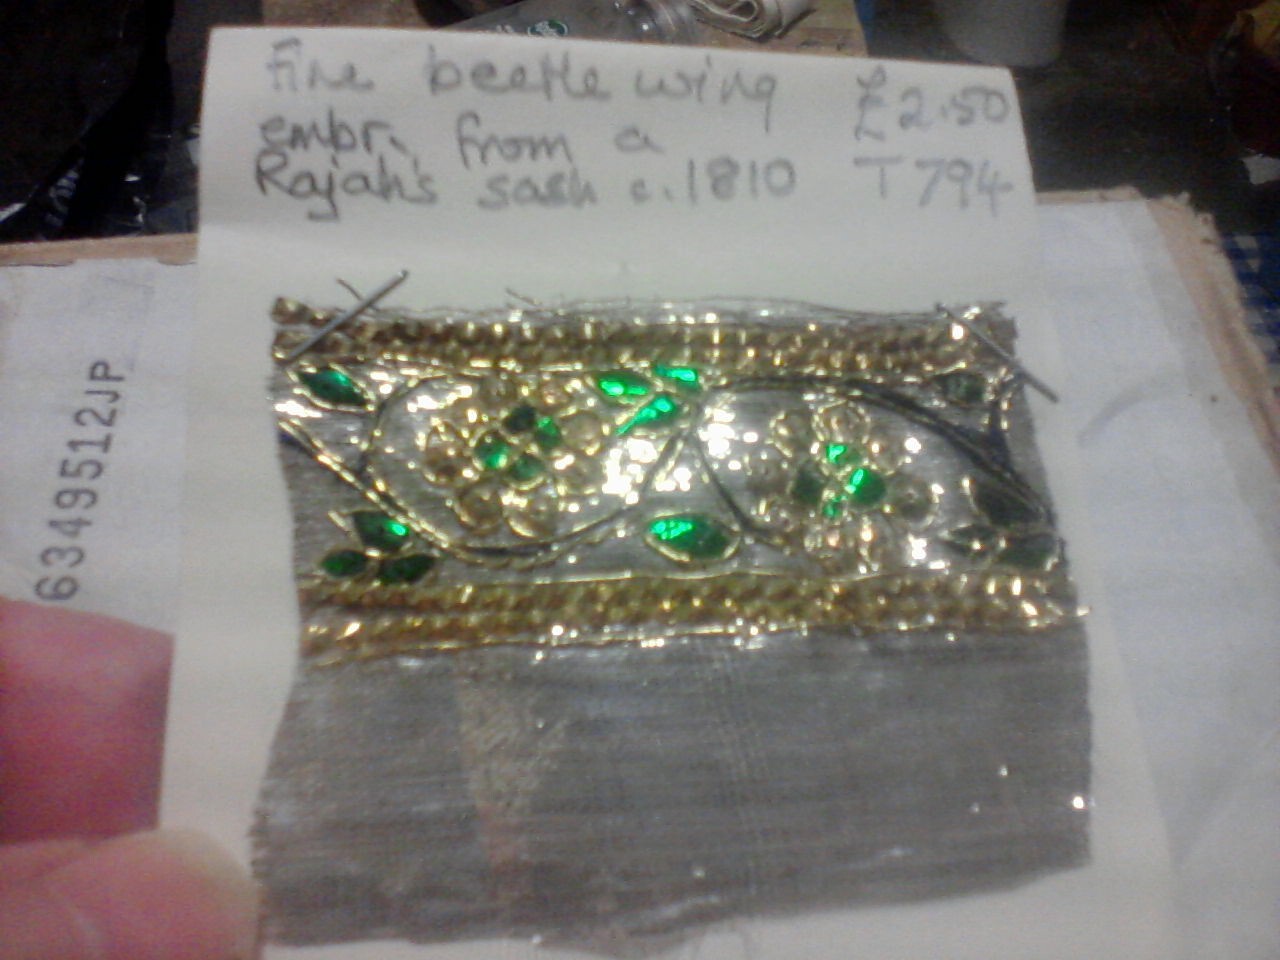 Fine beetle wing £2.50
embr. from a
Rajah's sash c.1810 T794
6349512JP